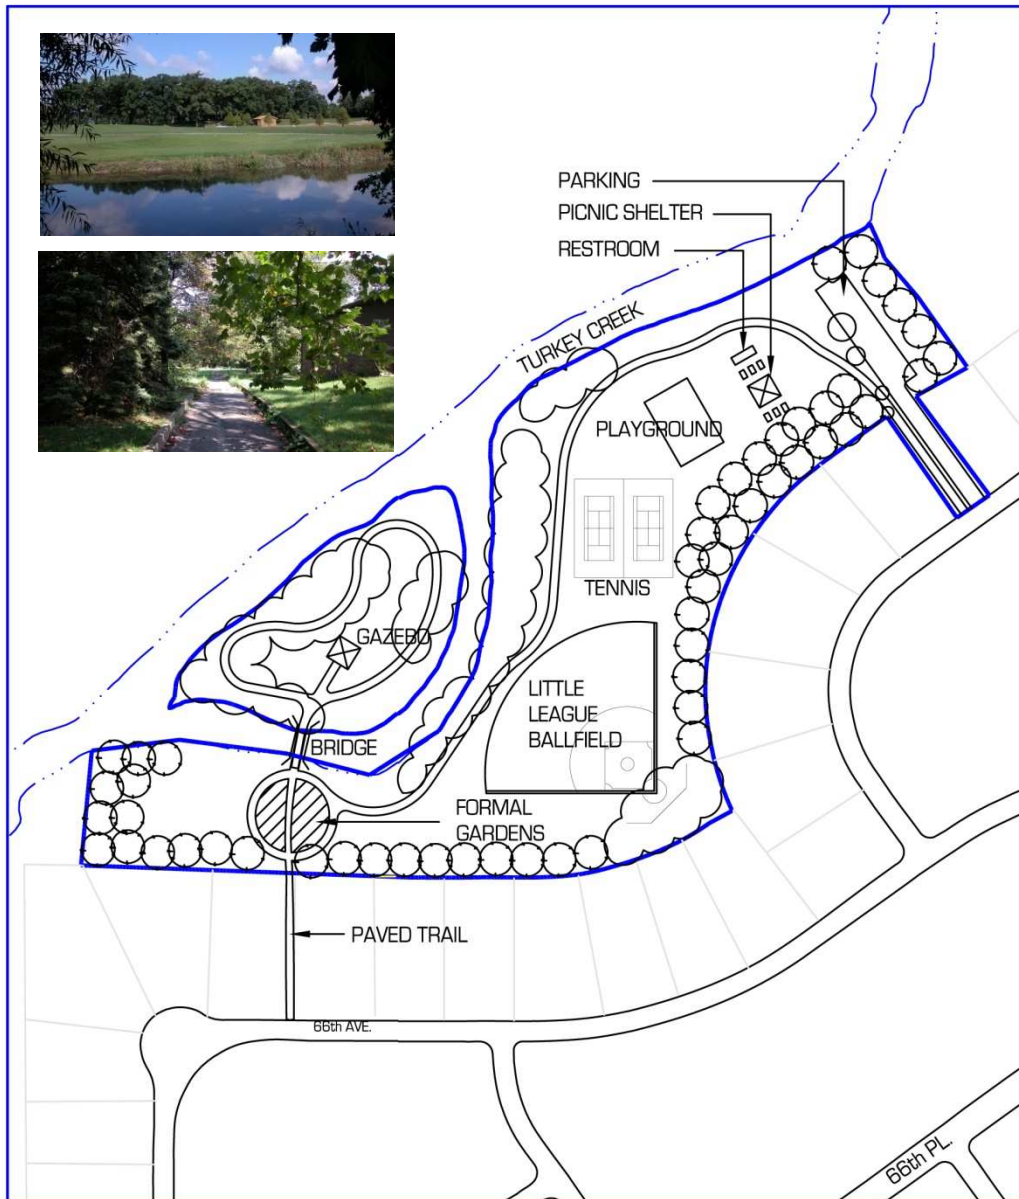 PARKING
PICNIC SHELTER
RESTROOM
TURKEY CREEK
PLAYGROUND
TENNIS
GAZEBO
LITTLE
LEAGUE
BALLFIELD
BRIDGE
FORMAL
GARDENS
PAVED TRAIL
66th AVE.
66th PL.